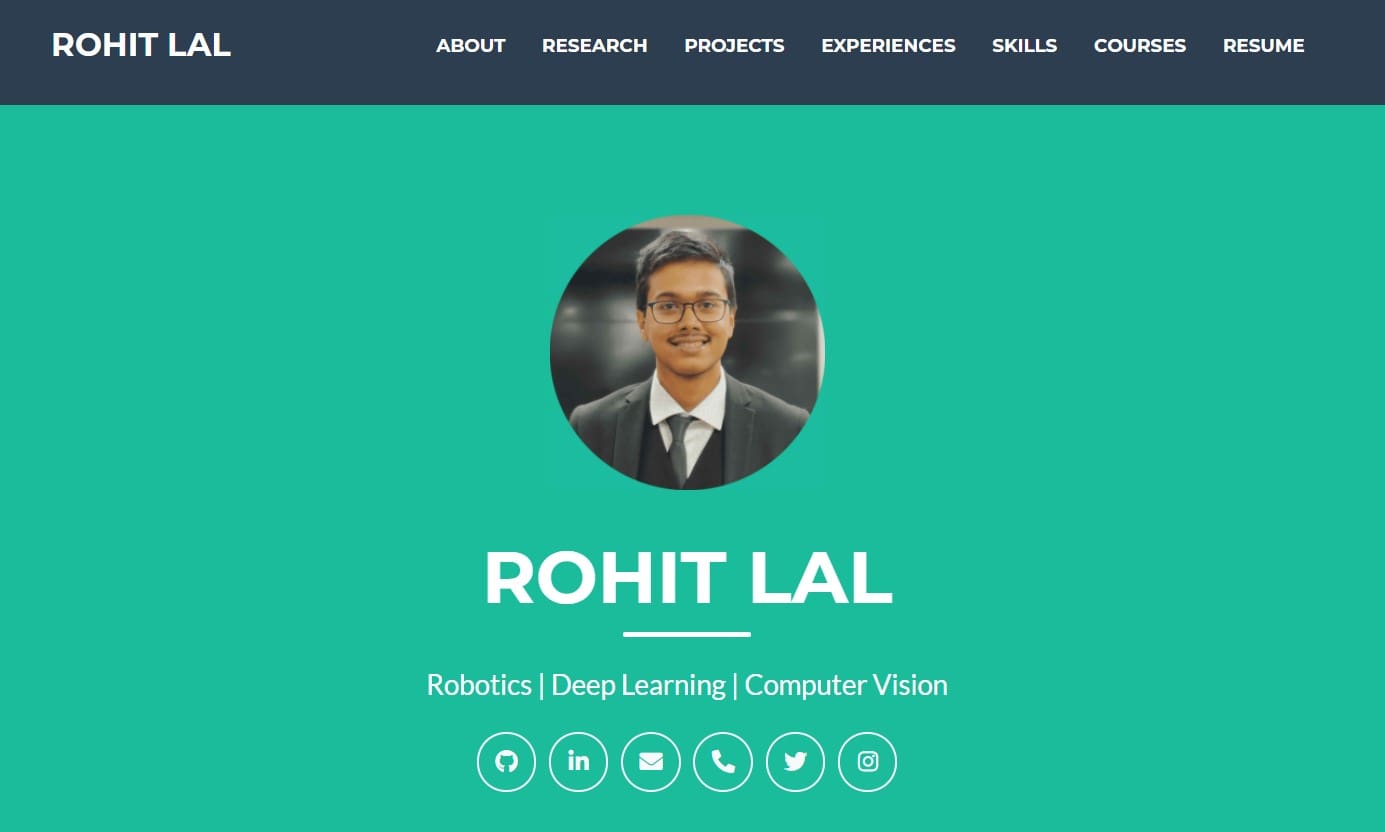 ROHIT LAL
ABOUT RESEARCH PROJECTS EXPERIENCES SKILLS COURSES RESUME
ROHIT LAL
Robotics | Deep Learning | Computer Vision